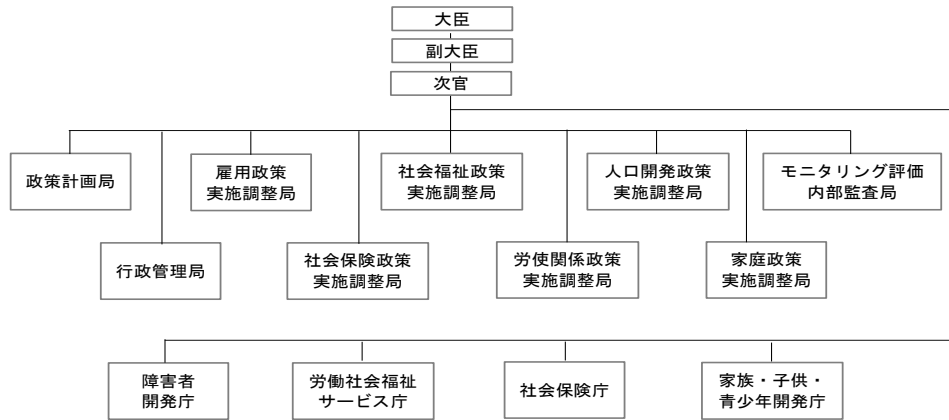 大臣
副大臣
次官
政策計画局
雇用政策
実施調整局
社会福祉政策
実施調整局
人口開発政策
実施調整局
モニタリング評価
内部監査局
行政管理局
社会保険政策
実施調整局
労使関係政策
実施調整局
家庭政策
実施調整局
障害者
開発庁
労働社会福祉
サービス庁
社会保険庁
家族・子供・
青少年開発庁